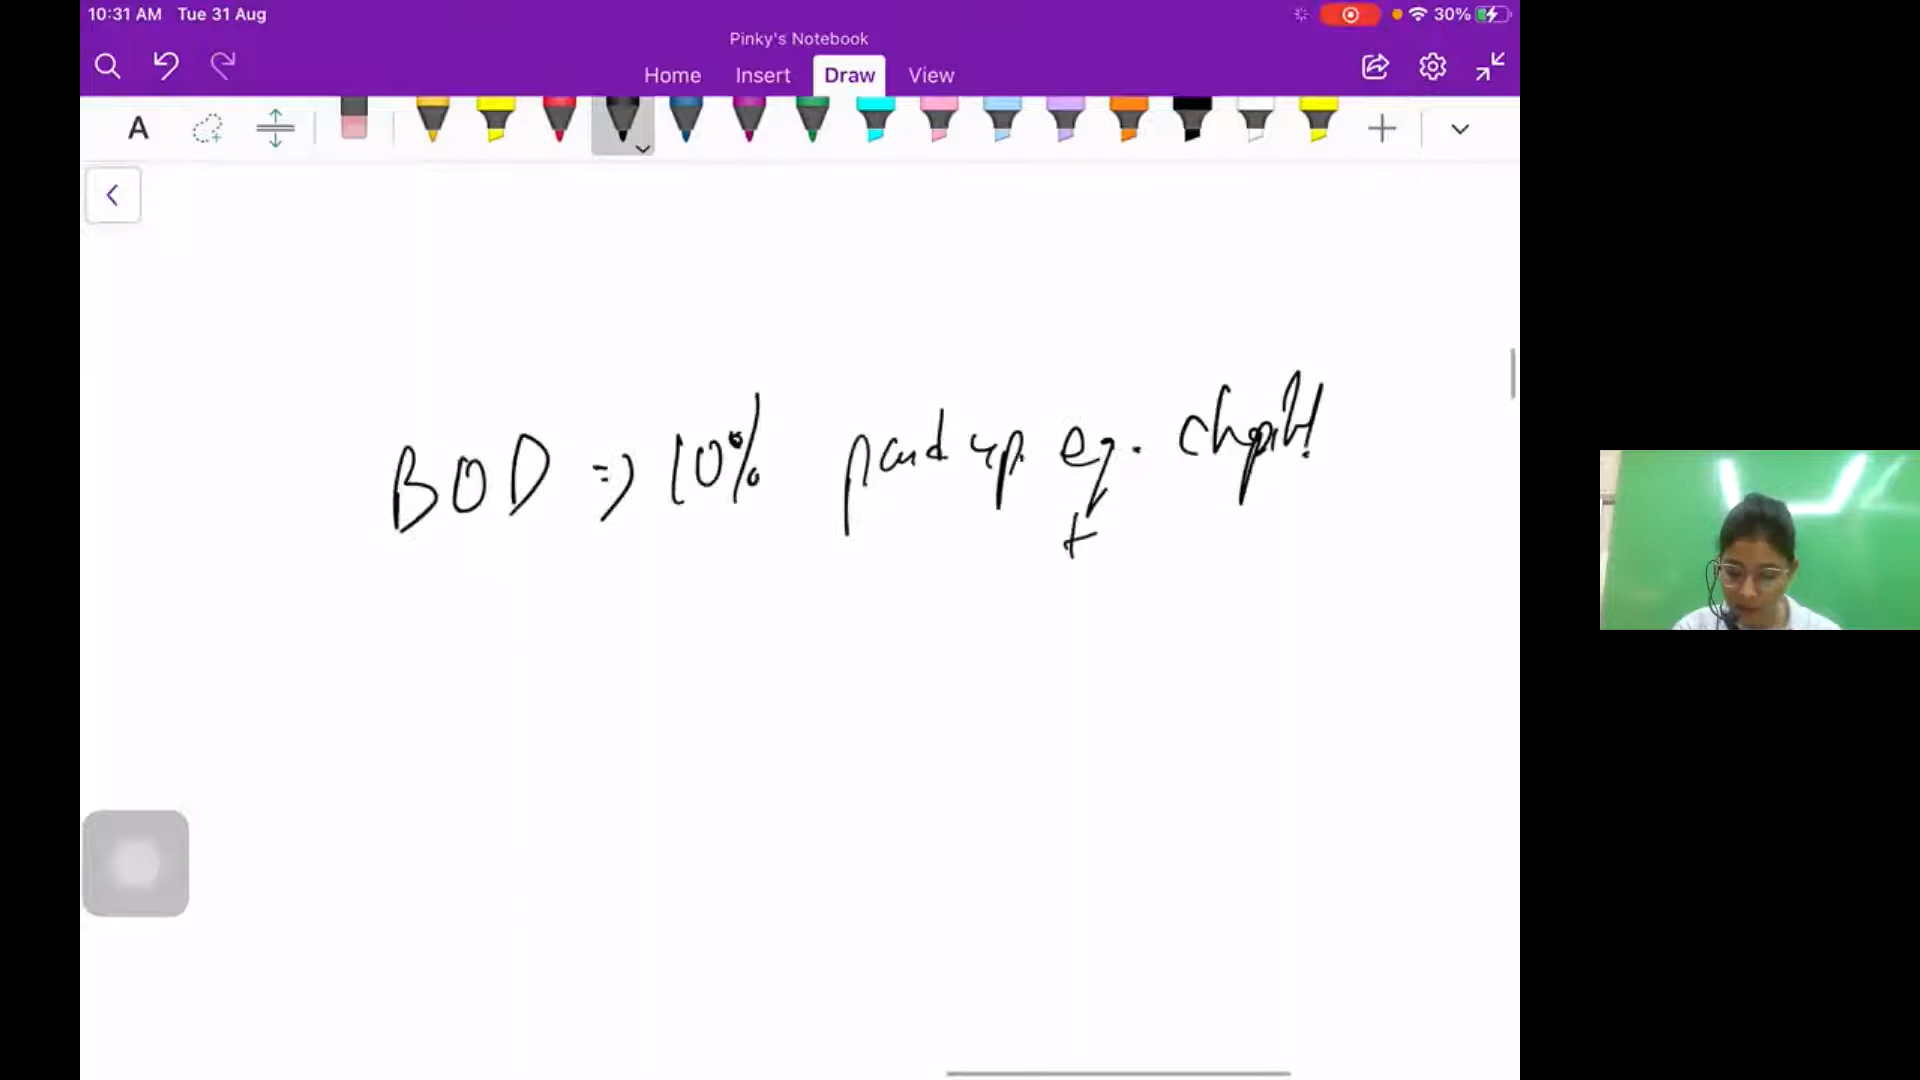 10:31 AM Tue 31 Aug
30%
Pinky's Notebook
Home Insert Draw View
A
BOD => 10% paid up eq. capital
+